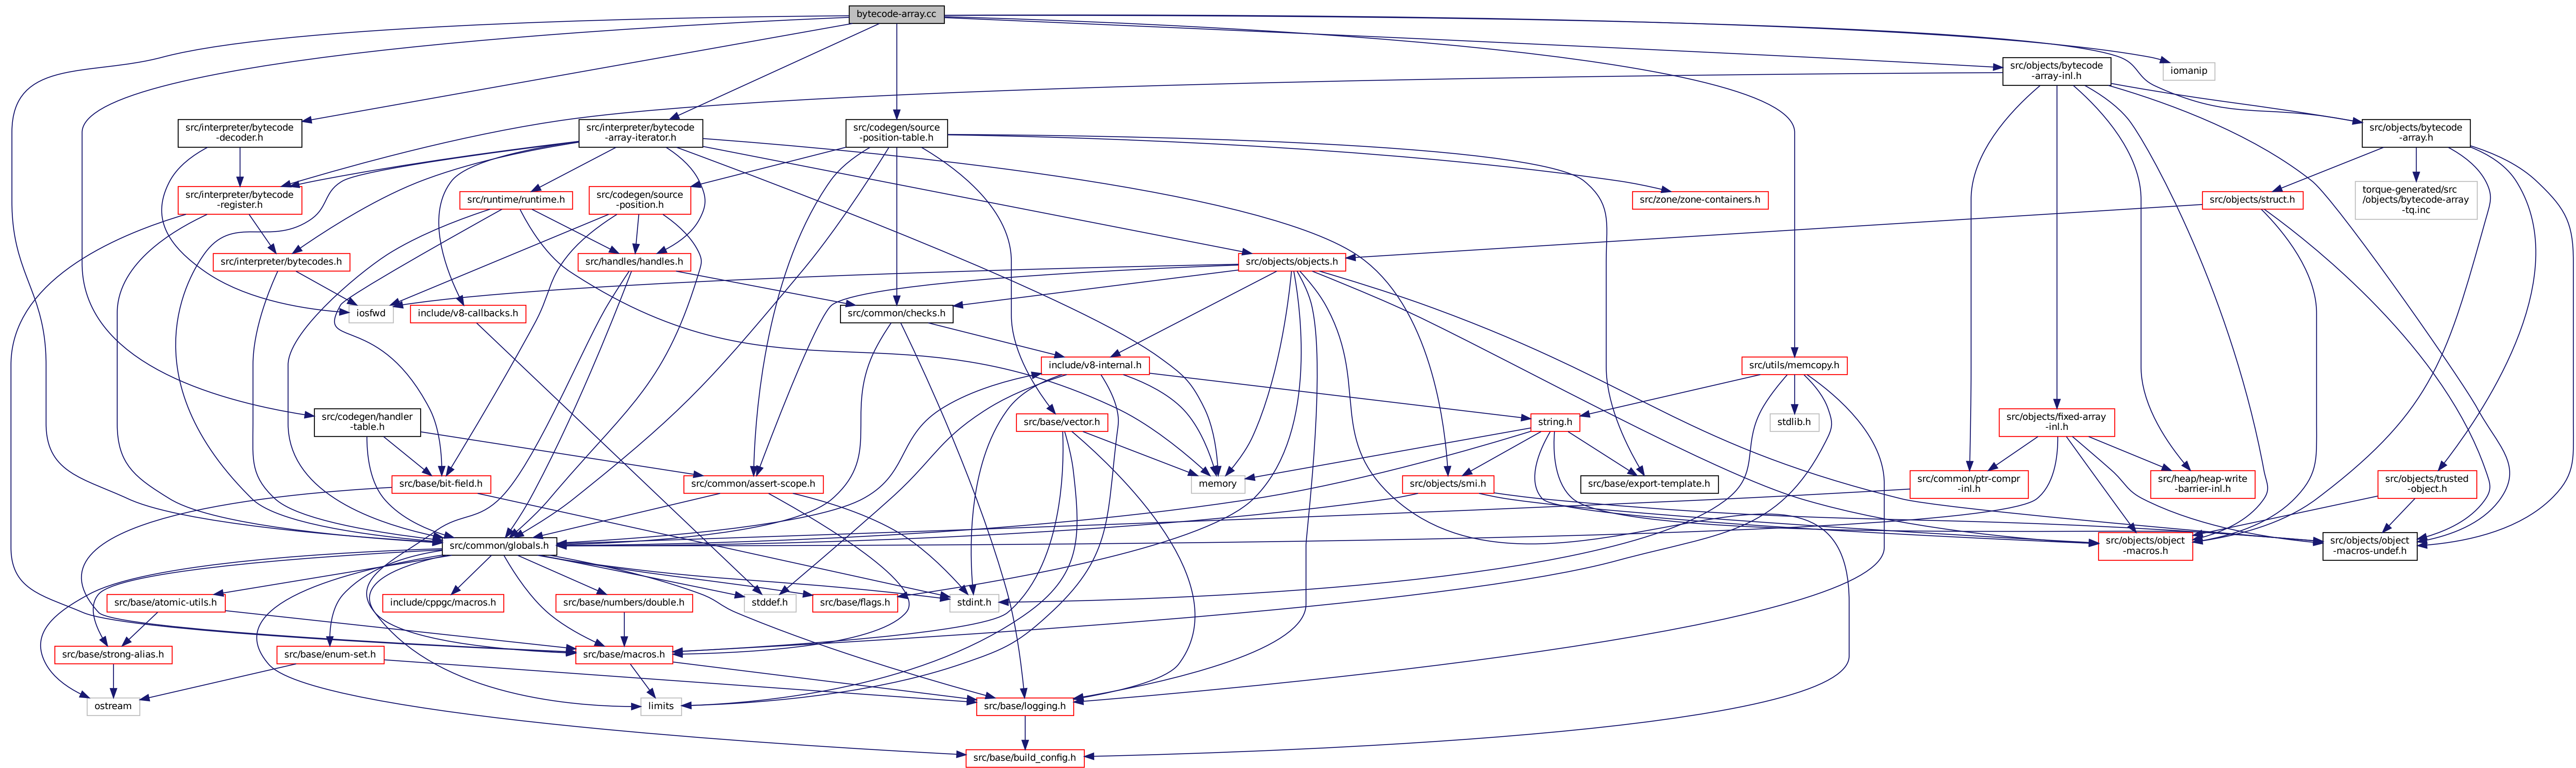 bytecode-array.cc
src/objects/bytecode
-array-inl.h
iomanip
src/interpreter/bytecode
-decoder.h
src/interpreter/bytecode
-array-iterator.h
src/codegen/source
-position-table.h
src/objects/bytecode
-array.h
src/interpreter/bytecode
-register.h
src/runtime/runtime.h
src/codegen/source
-position.h
src/zone/zone-containers.h
src/objects/struct.h
torque-generated/src
/objects/bytecode-array
-tq.inc
src/interpreter/bytecodes.h
src/handles/handles.h
src/objects/objects.h
iosfwd
include/v8-callbacks.h
src/common/checks.h
include/v8-internal.h
src/utils/memcopy.h
src/codegen/handler
-table.h
src/base/vector.h
string.h
stdlib.h
src/objects/fixed-array
-inl.h
src/base/bit-field.h
src/common/assert-scope.h
memory
src/objects/smi.h
src/base/export-template.h
src/common/ptr-compr
-inl.h
src/heap/heap-write
-barrier-inl.h
src/objects/trusted
-object.h
src/common/globals.h
src/objects/object
-macros.h
src/objects/object
-macros-undef.h
src/base/atomic-utils.h
include/cppgc/macros.h
src/base/numbers/double.h
stddef.h
src/base/flags.h
stdint.h
src/base/strong-alias.h
src/base/enum-set.h
src/base/macros.h
ostream
limits
src/base/logging.h
src/base/build_config.h